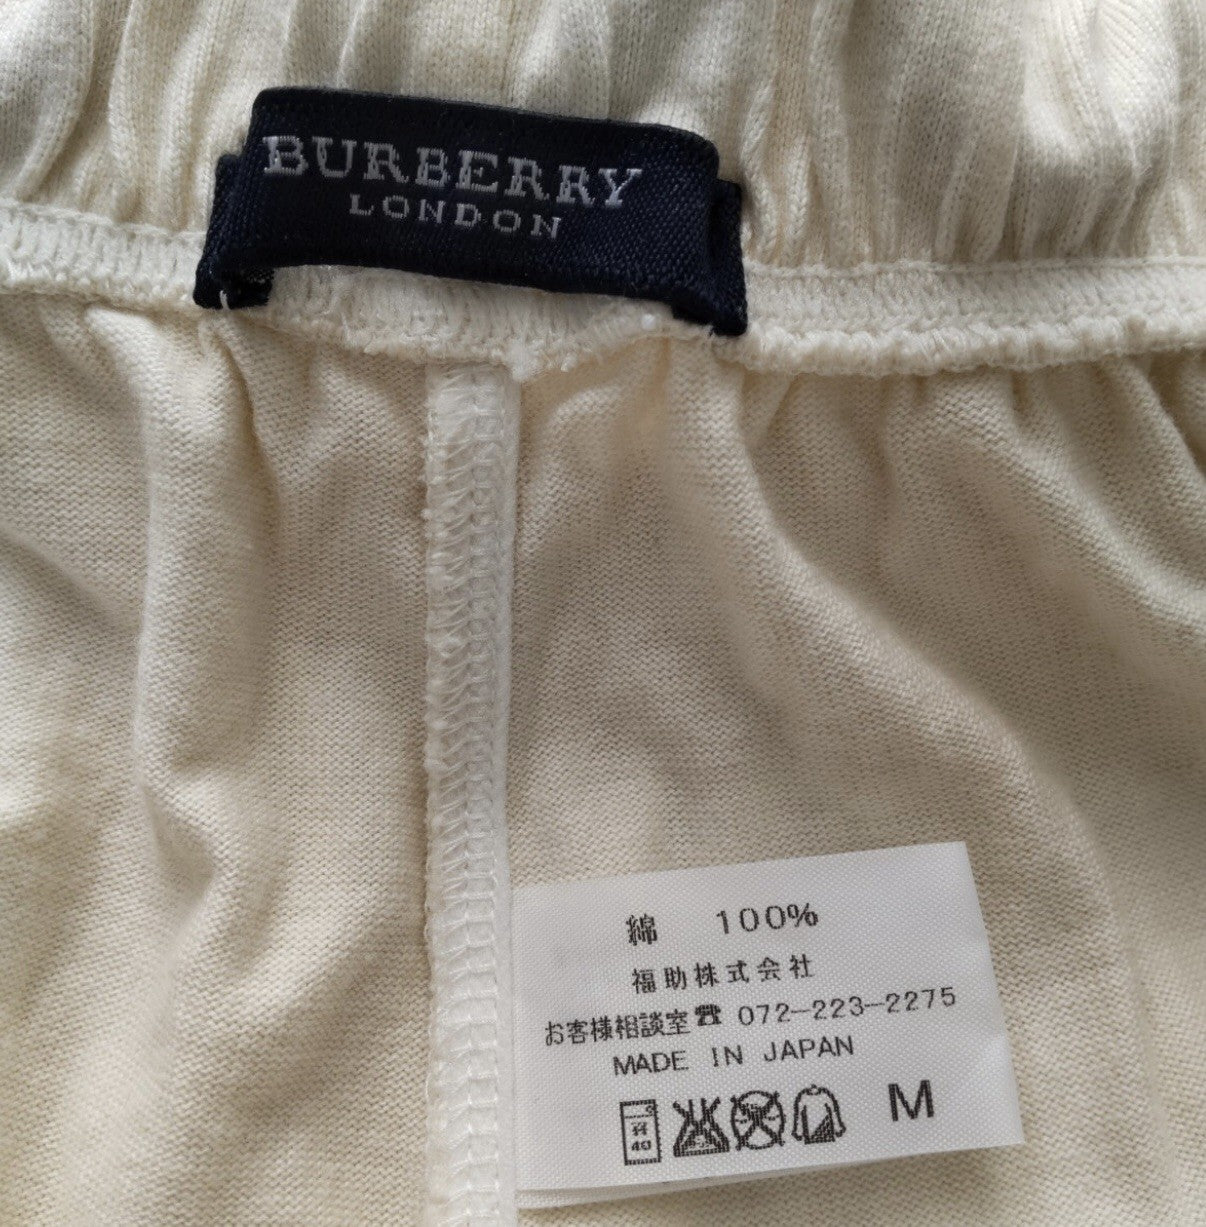 BURBERRY
LONDON
綿 100%
福助株式会社
お客様相談室☎ 072-223-2275
MADE IN JAPAN
40 M